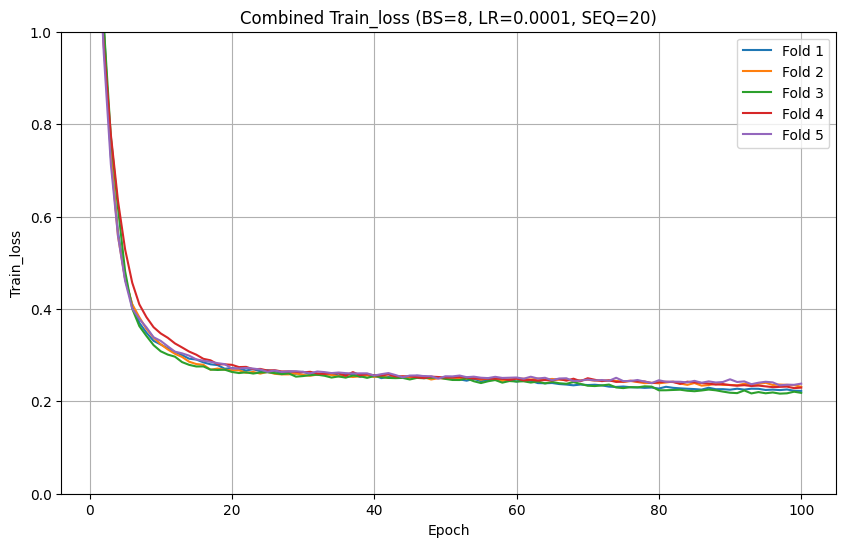 Combined Train_loss (BS=8, LR=0.0001, SEQ=20)
Train_loss
1.0
0.8
0.6
0.4
0.2
0.0
Fold 1
Fold 2
Fold 3
Fold 4
Fold 5
0 20 40 60 80 100
Epoch